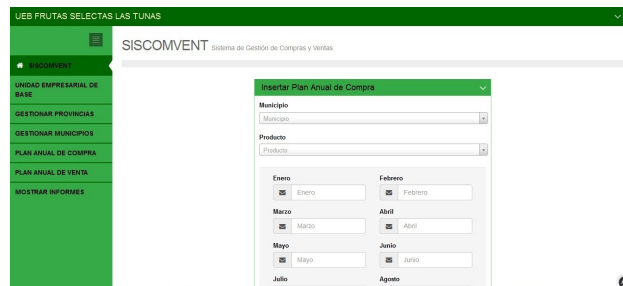 UEB FRUTAS SELECTAS LAS TUNAS
SISCOMVENT Sistema de Gestión de Compras y Ventas
SISCOMVENT
UNIDAD EMPRESARIAL DE
BASE
GESTIONAR PROVINCIAS
GESTIONAR MUNICIPIOS
PLAN ANUAL DE COMPRA
PLAN ANUAL DE VENTA
MOSTRAR INFORMES
Insertar Plan Anual de Compra
Municipio
Municipio
Producto
Producto
Enero Febrero
Enero Febrero
Marzo Abril
Marzo Abril
Mayo Junio
Mayo Junio
Julio Agosto